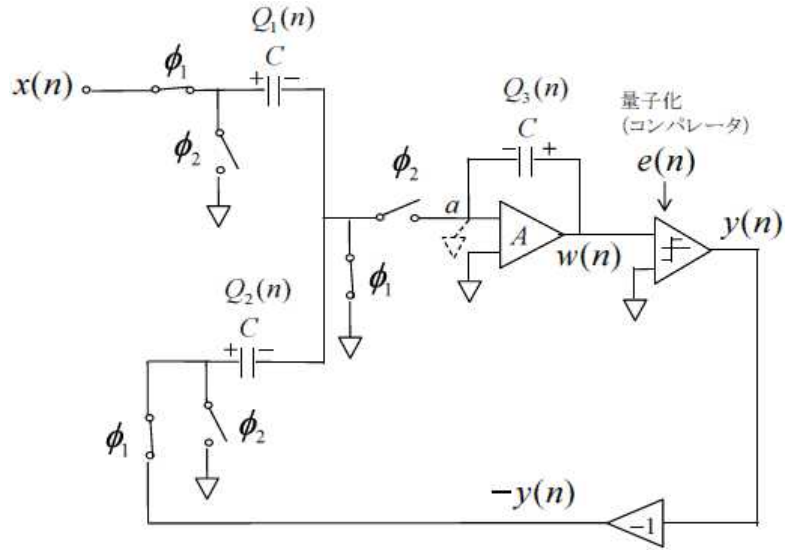 Q₁(n)
C
+ −
x(n)
ϕ₁
ϕ₂
Q₃(n)
C
− +
量子化
(コンパレータ)
e(n)
ϕ₂
a
A
w(n)
y(n)
ϕ₁
Q₂(n)
C
+ −
ϕ₁
ϕ₂
−y(n)
−1